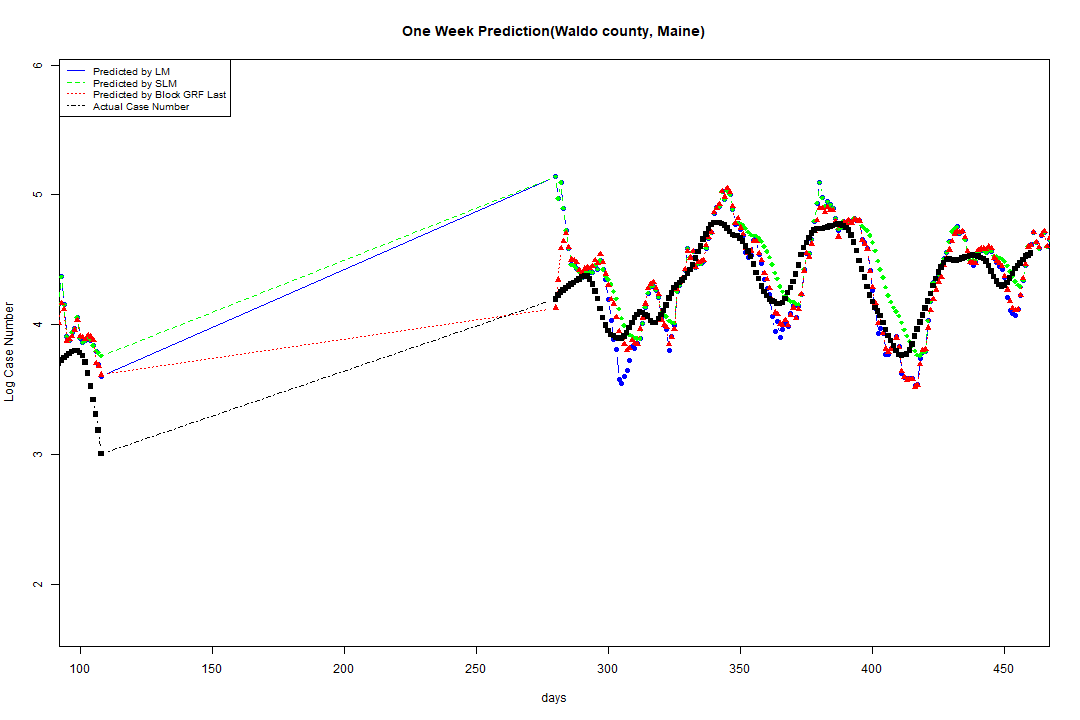 One Week Prediction(Waldo county, Maine)
Predicted by LM
Predicted by SLM
Predicted by Block GRF Last
Actual Case Number
Log Case Number
6
5
4
3
2
100 150 200 250 300 350 400 450
days